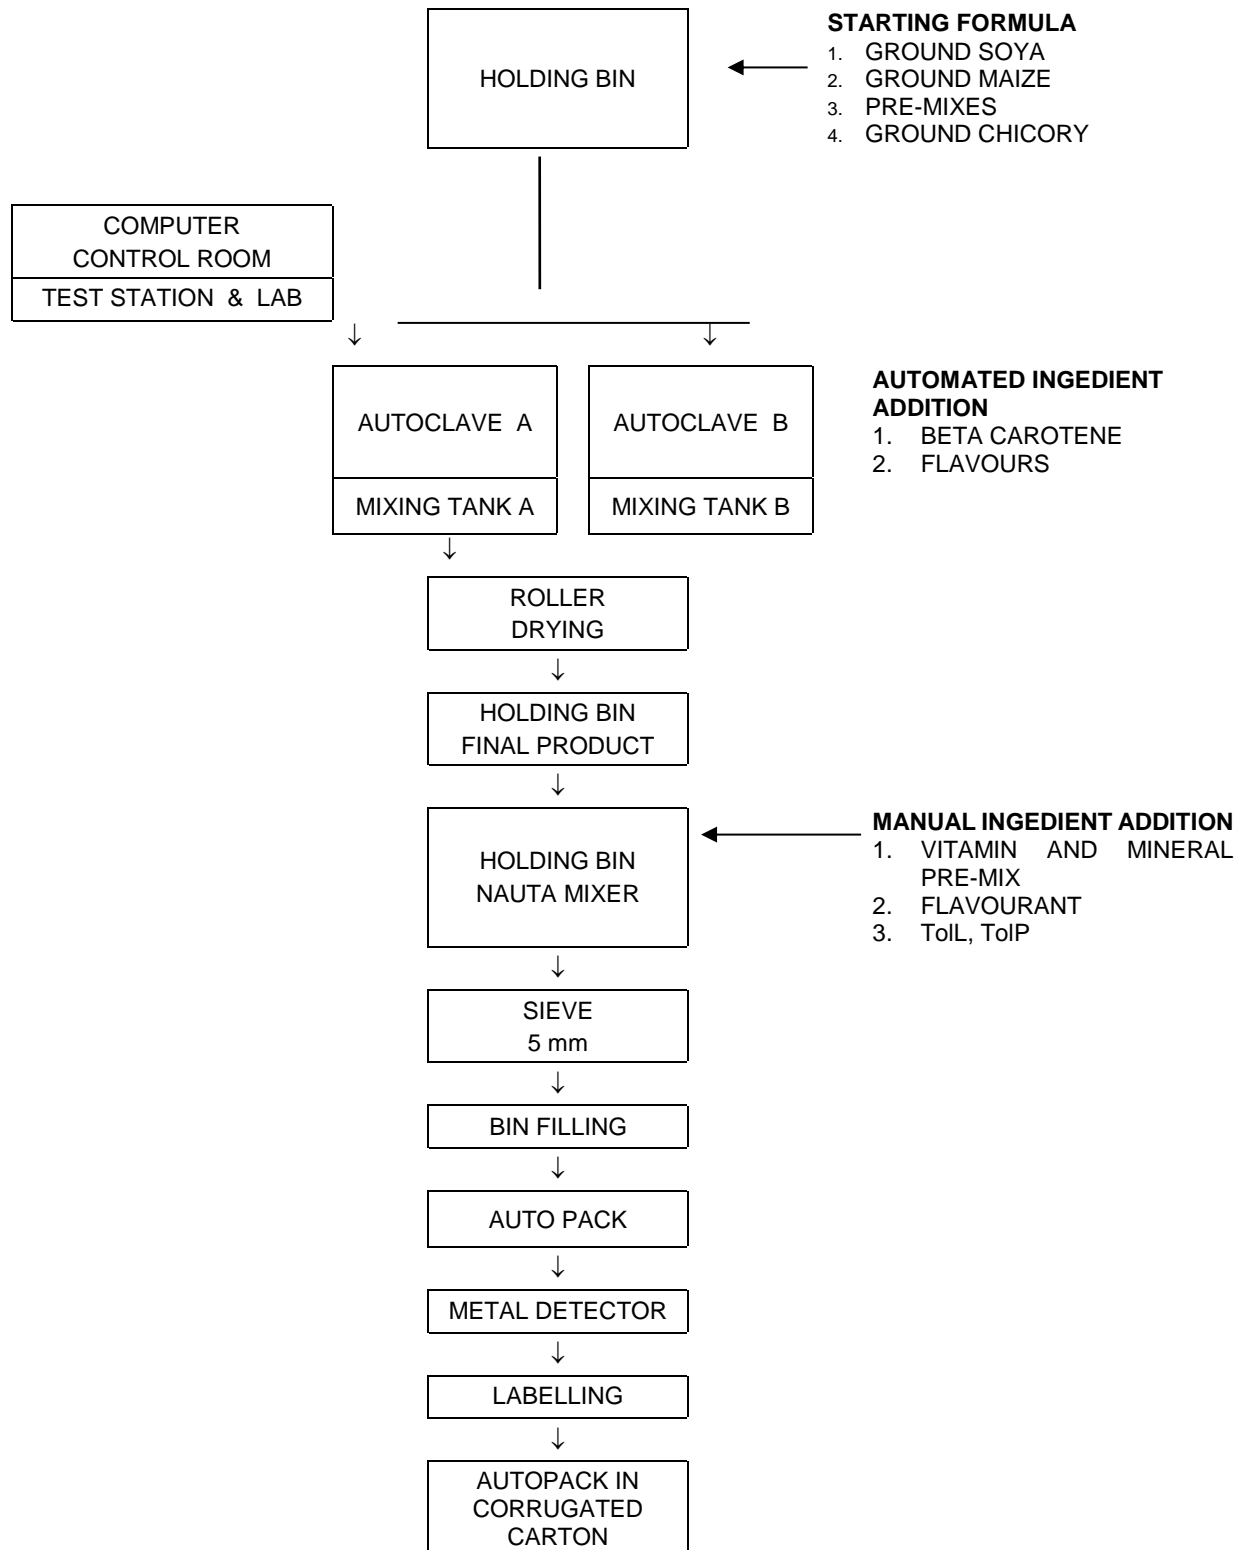 HOLDING BIN
STARTING FORMULA
1. GROUND SOYA
2. GROUND MAIZE
3. PRE-MIXES
4. GROUND CHICORY
COMPUTER
CONTROL ROOM
TEST STATION & LAB
↓
↓
AUTOCLAVE A
AUTOCLAVE B
MIXING TANK A
MIXING TANK B
AUTOMATED INGEDIENT
ADDITION
1. BETA CAROTENE
2. FLAVOURS
↓
ROLLER
DRYING
↓
HOLDING BIN
FINAL PRODUCT
↓
HOLDING BIN
NAUTA MIXER
MANUAL INGEDIENT ADDITION
1. VITAMIN AND MINERAL
PRE-MIX
2. FLAVOURANT
3. TolL, TolP
↓
SIEVE
5 mm
↓
BIN FILLING
↓
AUTO PACK
↓
METAL DETECTOR
↓
LABELLING
↓
AUTOPACK IN
CORRUGATED
CARTON